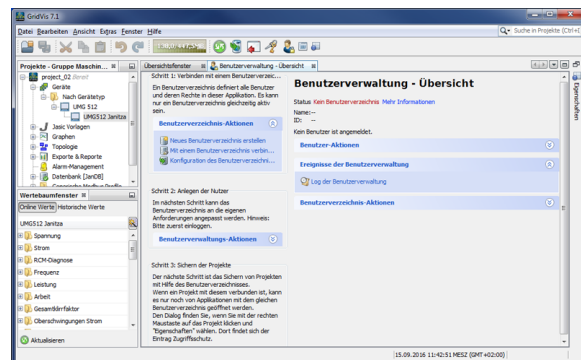 GridVis 7.1
Datei Bearbeiten Ansicht Extras Fenster Hilfe
Suche in Projekte (Ctrl+I
Projekte - Gruppe Maschin...
project_02 Bereit
Geräte
Nach Gerätetyp
UMG 512
UMG512 Janitza
Jasic Vorlagen
Graphen
Topologie
Exporte & Reporte
Alarm-Management
Datenbank [JanDB]
Generische Modbus Profile
Wertebaumfenster
Online Werte Historische Werte
UMG512 Janitza
Spannung
Strom
RCM-Diagnose
Frequenz
Leistung
Arbeit
Gesamtklirrfaktor
Oberschwingungen Strom
Aktualisieren
Übersichtsfenster
Benutzerverwaltung - Übersicht
Schritt 1: Verbinden mit einem Benutzerverzeic...
Ein Benutzerverzeichnis definiert alle Benutzer
und deren Rechte in dieser Applikation. Es kann
nur ein Benutzerverzeichnis gleichzeitig aktiv
sein.
Benutzerverzeichnis-Aktionen
Neues Benutzerverzeichnis erstellen
Mit einem Benutzerverzeichnis verbin...
Konfiguration des Benutzerverzeichni...
Schritt 2: Anlegen der Nutzer
Im nächsten Schritt kann das
Benutzerverzeichnis an die eigenen
Anforderungen angepasst werden. Hinweis:
Bitte zuerst einloggen.
Benutzerverwaltungs-Aktionen
Schritt 3: Sichern der Projekte
Der nächste Schritt ist das Sichern von Projekten
mit Hilfe des Benutzerverzeichnisses.
Wenn ein Projekt mit diesem verbunden ist, kann
es nur noch von Applikationen mit dem gleichen
Benutzerverzeichnis geöffnet werden.
Den Dialog finden Sie, wenn Sie mit der rechten
Maustaste auf das Projekt klicken und
"Eigenschaften" wählen. Dort findet sich der
Eintrag Zugriffsschutz.
Benutzerverwaltung - Übersicht
Status Kein Benutzerverzeichnis Mehr Informationen
Name: --
ID: --
Kein Benutzer ist angemeldet.
Benutzer-Aktionen
Ereignisse der Benutzerverwaltung
Log der Benutzerverwaltung
Benutzerverzeichnis-Aktionen
Eigenschaften
15.09.2016 11:42:51 MESZ (GMT+02:00)